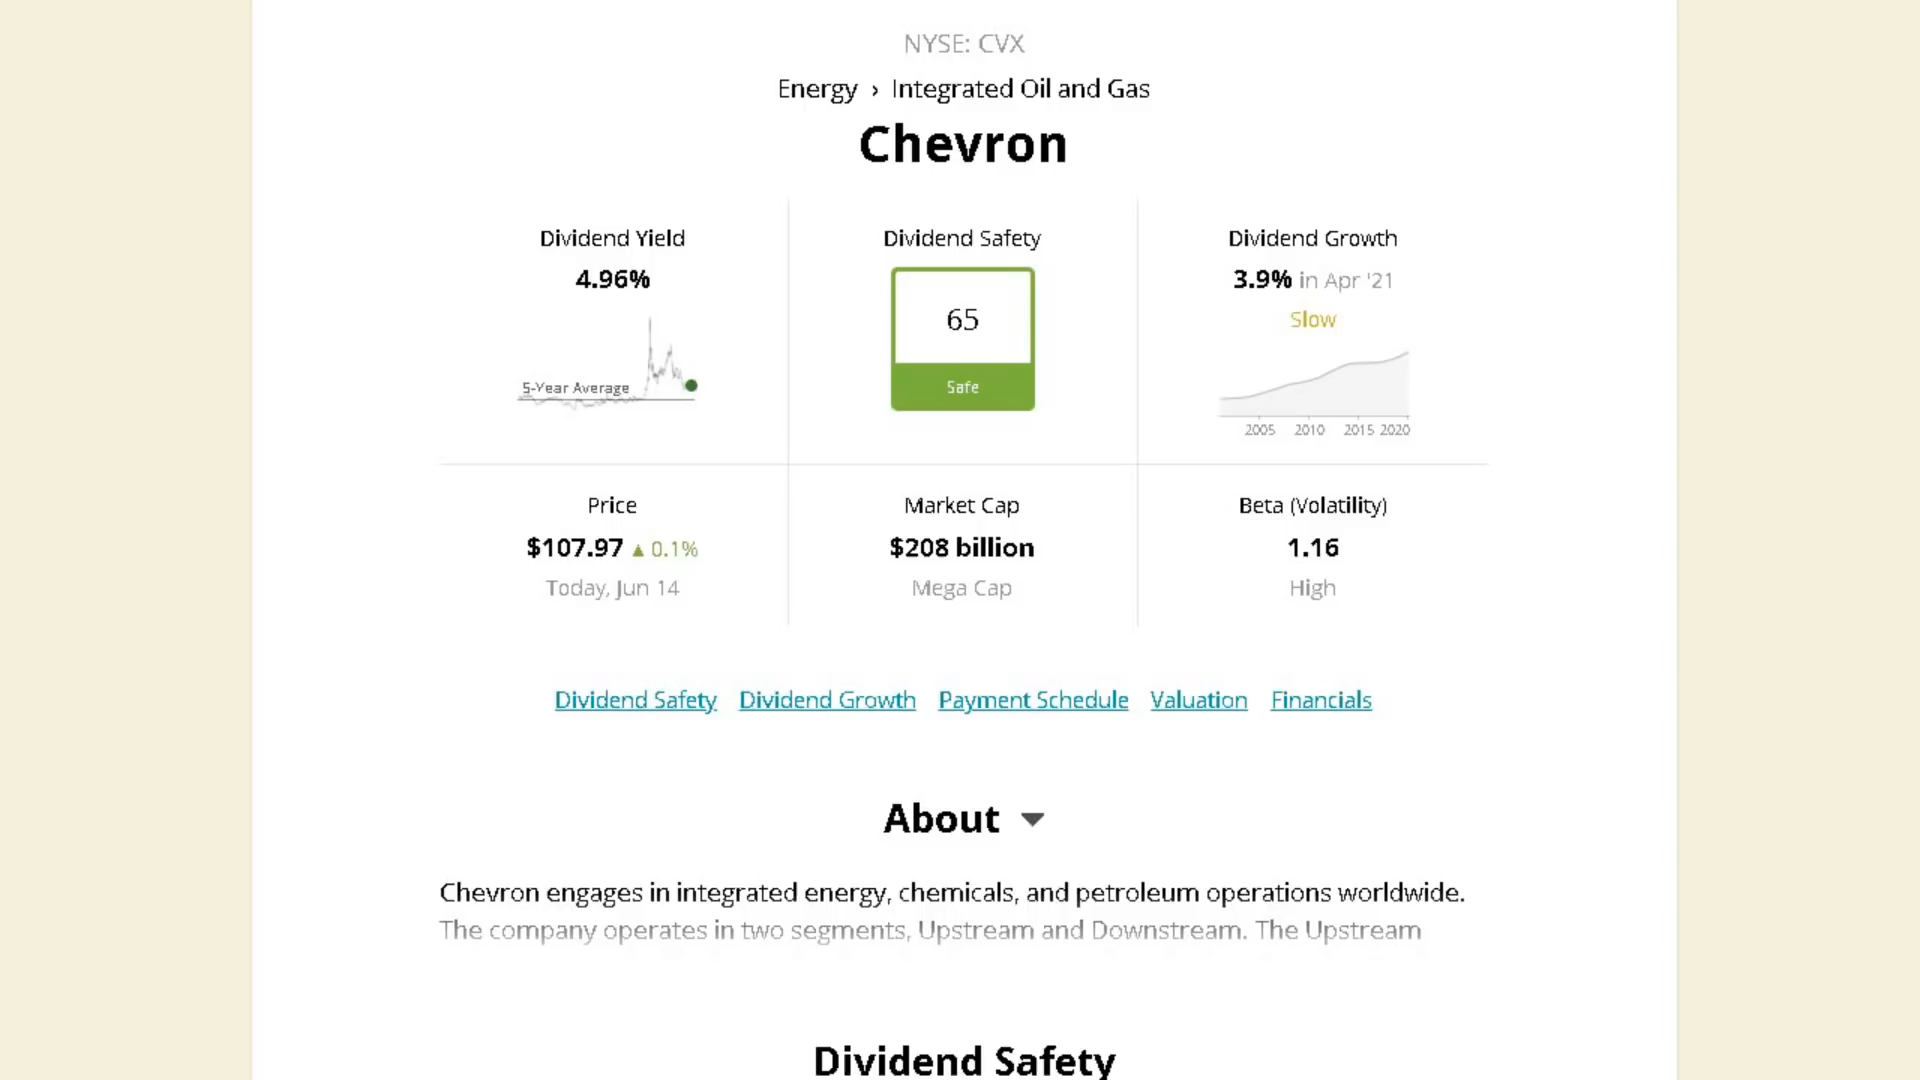 NYSE: CVX
Energy › Integrated Oil and Gas
Chevron
Dividend Yield
4.96%
5-Year Average
Dividend Safety
65
Safe
Dividend Growth
3.9% in Apr '21
Slow
2005 2010 2015 2020
Price
$107.97 ▲ 0.1%
Today, Jun 14
Market Cap
$208 billion
Mega Cap
Beta (Volatility)
1.16
High
Dividend Safety Dividend Growth Payment Schedule Valuation Financials
About
Chevron engages in integrated energy, chemicals, and petroleum operations worldwide.
The company operates in two segments, Upstream and Downstream. The Upstream
Dividend Safety